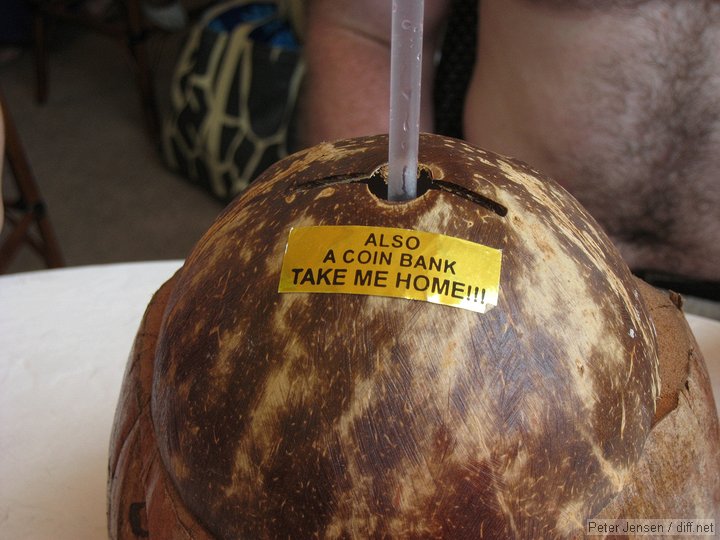 ALSO
A COIN BANK
TAKE ME HOME!!!
Peter Jensen / diff.net